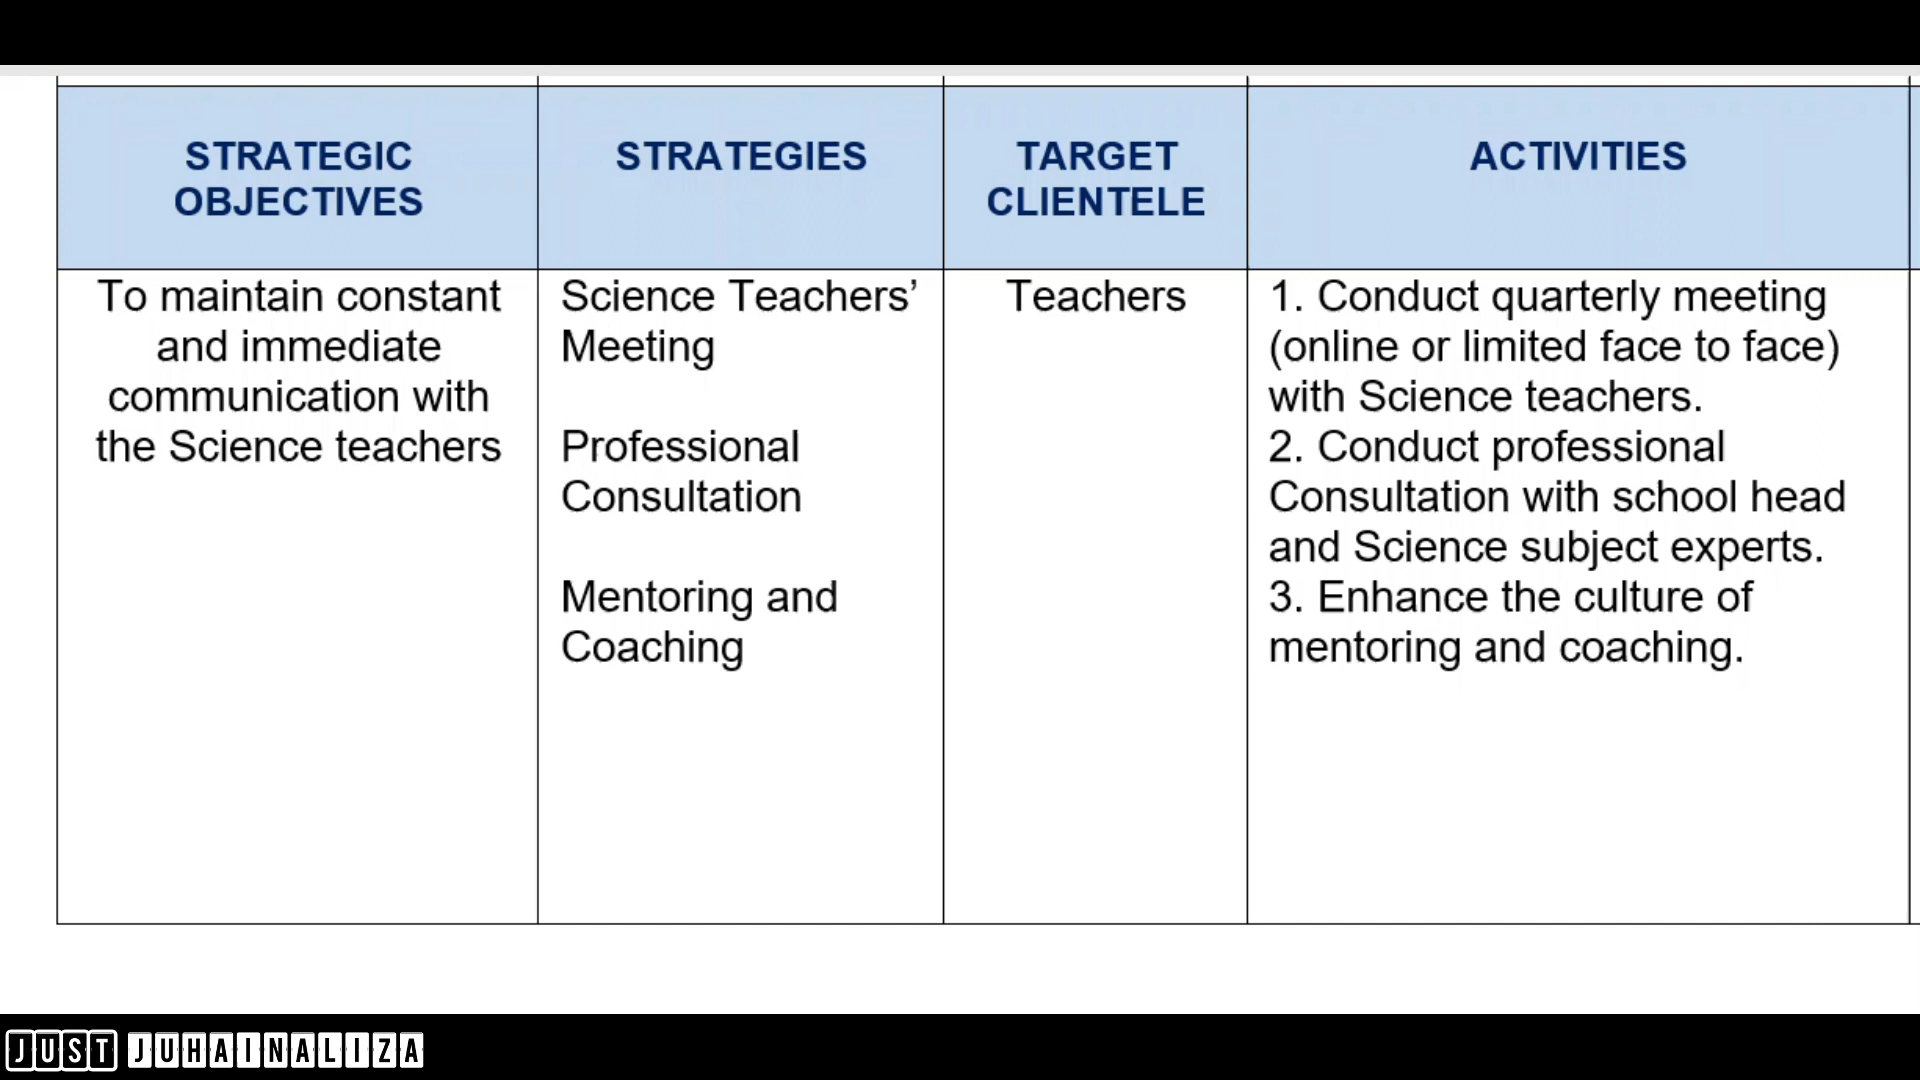 STRATEGIC
OBJECTIVES
STRATEGIES
TARGET
CLIENTELE
ACTIVITIES
To maintain constant
and immediate
communication with
the Science teachers
Science Teachers’
Meeting
Professional
Consultation
Mentoring and
Coaching
Teachers
1. Conduct quarterly meeting
(online or limited face to face)
with Science teachers.
2. Conduct professional
Consultation with school head
and Science subject experts.
3. Enhance the culture of
mentoring and coaching.
JUST JUHAINALIZA